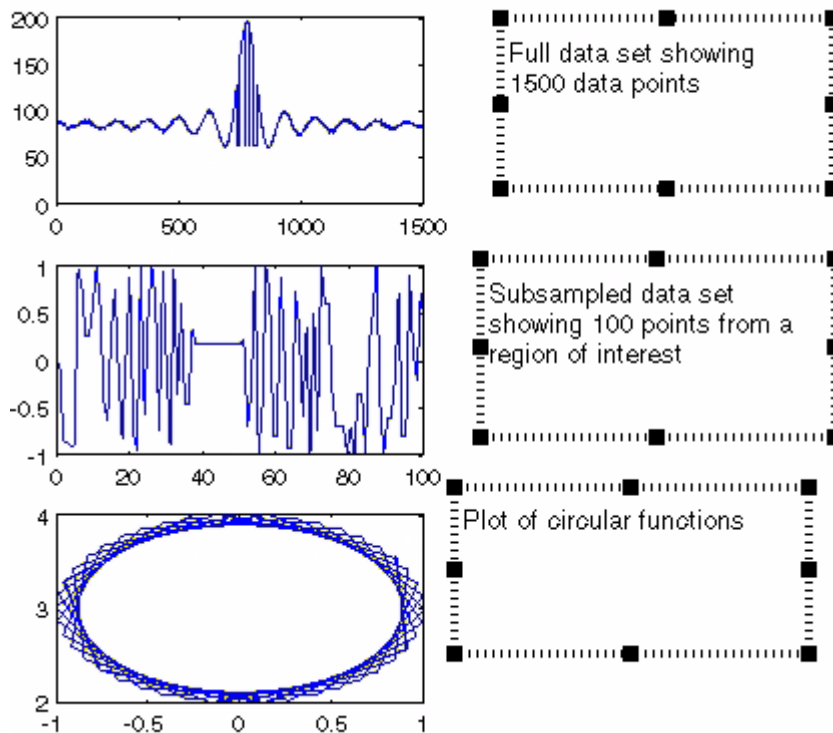 200
150
100
50
0
0 500 1000 1500
Full data set showing
1500 data points
1
0.5
0
-0.5
-1
0 20 40 60 80 100
Subsampled data set
showing 100 points from a
region of interest
4
3
2
-1 -0.5 0 0.5 1
Plot of circular functions